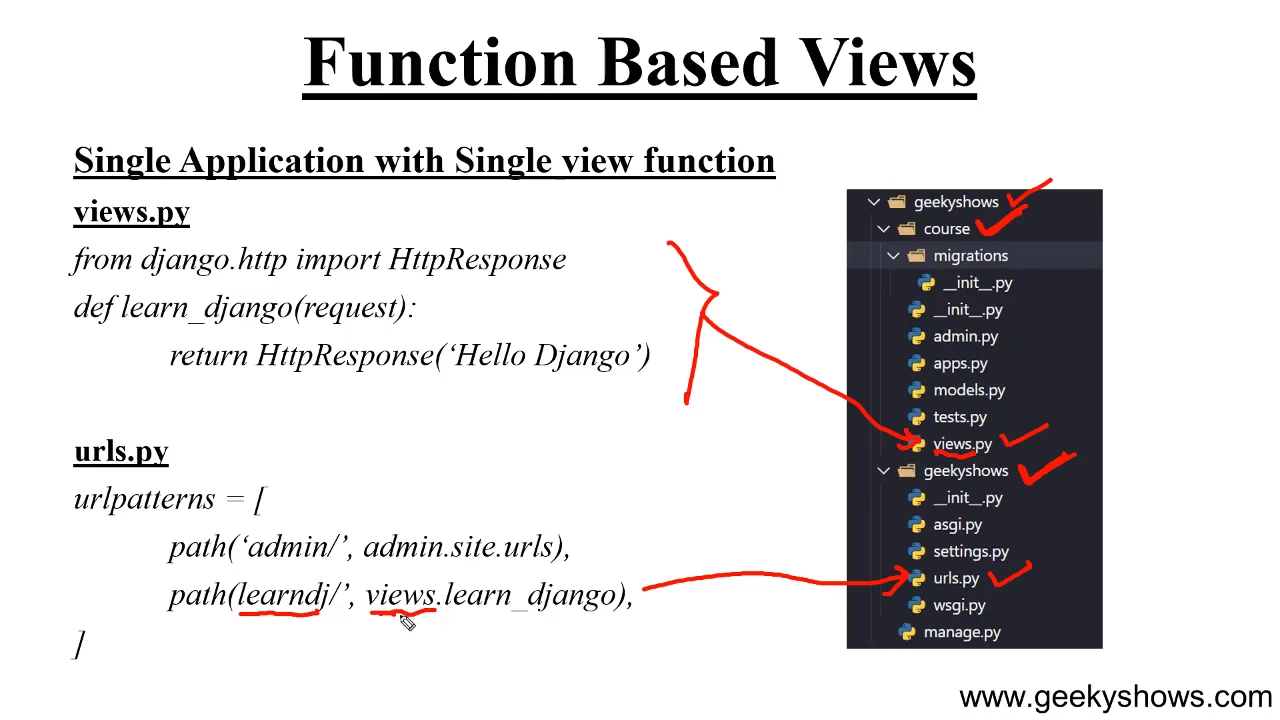 Function Based Views
Single Application with Single view function
views.py
from django.http import HttpResponse
def learn_django(request):
return HttpResponse(‘Hello Django’)
urls.py
urlpatterns = [
path(‘admin/’, admin.site.urls),
path(learndj/’, views.learn_django),
]
geekyshows
course
migrations
__init__.py
__init__.py
admin.py
apps.py
models.py
tests.py
views.py
geekyshows
__init__.py
asgi.py
settings.py
urls.py
wsgi.py
manage.py
www.geekyshows.com